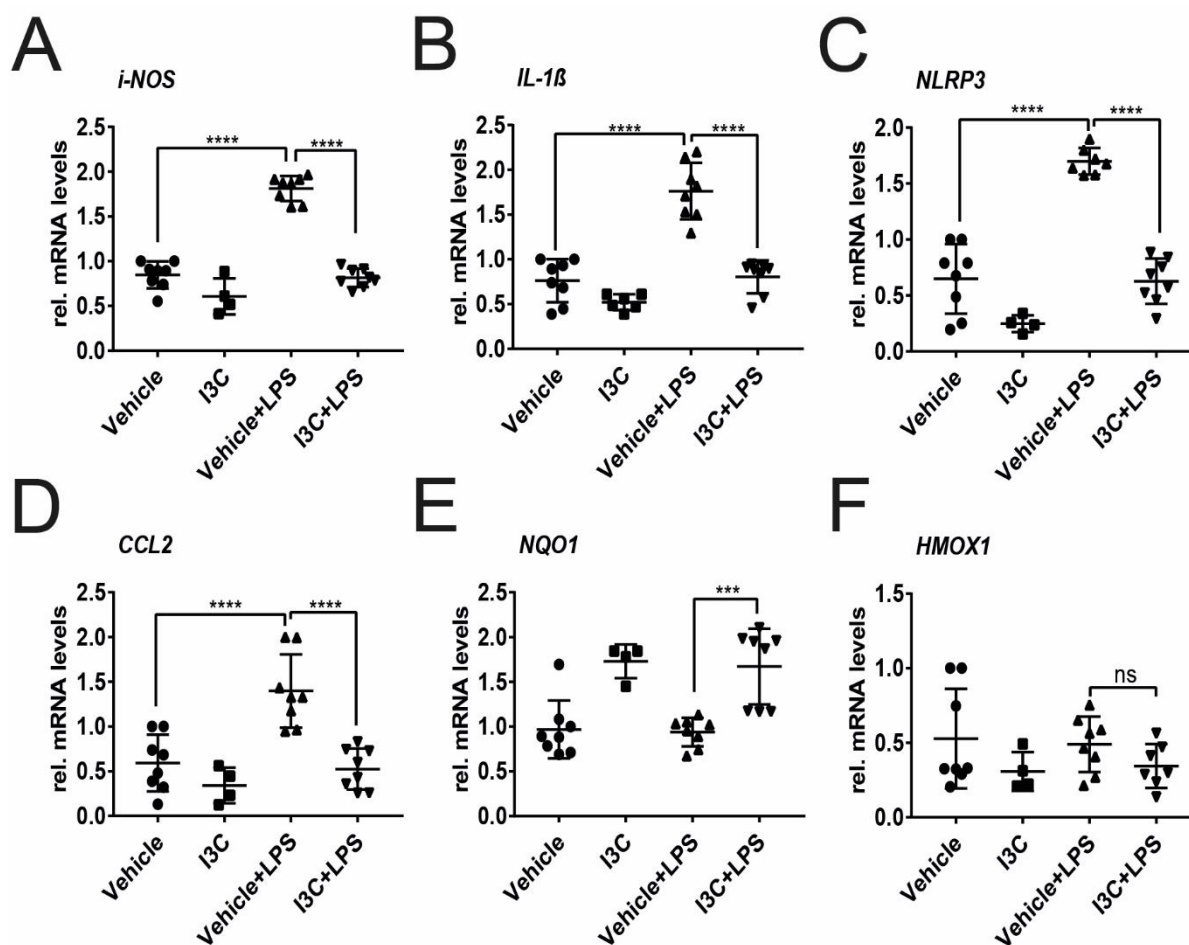 A
i-NOS
rel. mRNA levels
2.5
2.0
1.5
1.0
0.5
0.0
****
****
Vehicle
I3C
Vehicle+LPS
I3C+LPS
B
IL-1ß
rel. mRNA levels
2.5
2.0
1.5
1.0
0.5
0.0
****
****
Vehicle
I3C
Vehicle+LPS
I3C+LPS
C
NLRP3
rel. mRNA levels
2.0
1.5
1.0
0.5
0.0
****
****
Vehicle
I3C
Vehicle+LPS
I3C+LPS
D
CCL2
rel. mRNA levels
2.5
2.0
1.5
1.0
0.5
0.0
****
****
Vehicle
I3C
Vehicle+LPS
I3C+LPS
E
NQO1
rel. mRNA levels
2.5
2.0
1.5
1.0
0.5
0.0
***
Vehicle
I3C
Vehicle+LPS
I3C+LPS
F
HMOX1
rel. mRNA levels
1.5
1.0
0.5
0.0
ns
Vehicle
I3C
Vehicle+LPS
I3C+LPS